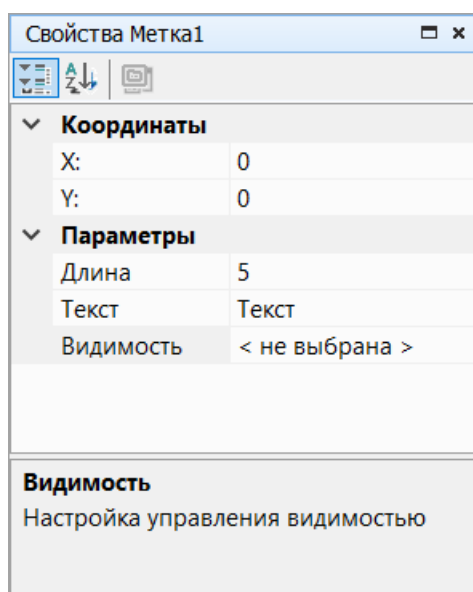 Свойства Метка1
Координаты
X: 0
Y: 0
Параметры
Длина 5
Текст Текст
Видимость < не выбрана >
Видимость
Настройка управления видимостью